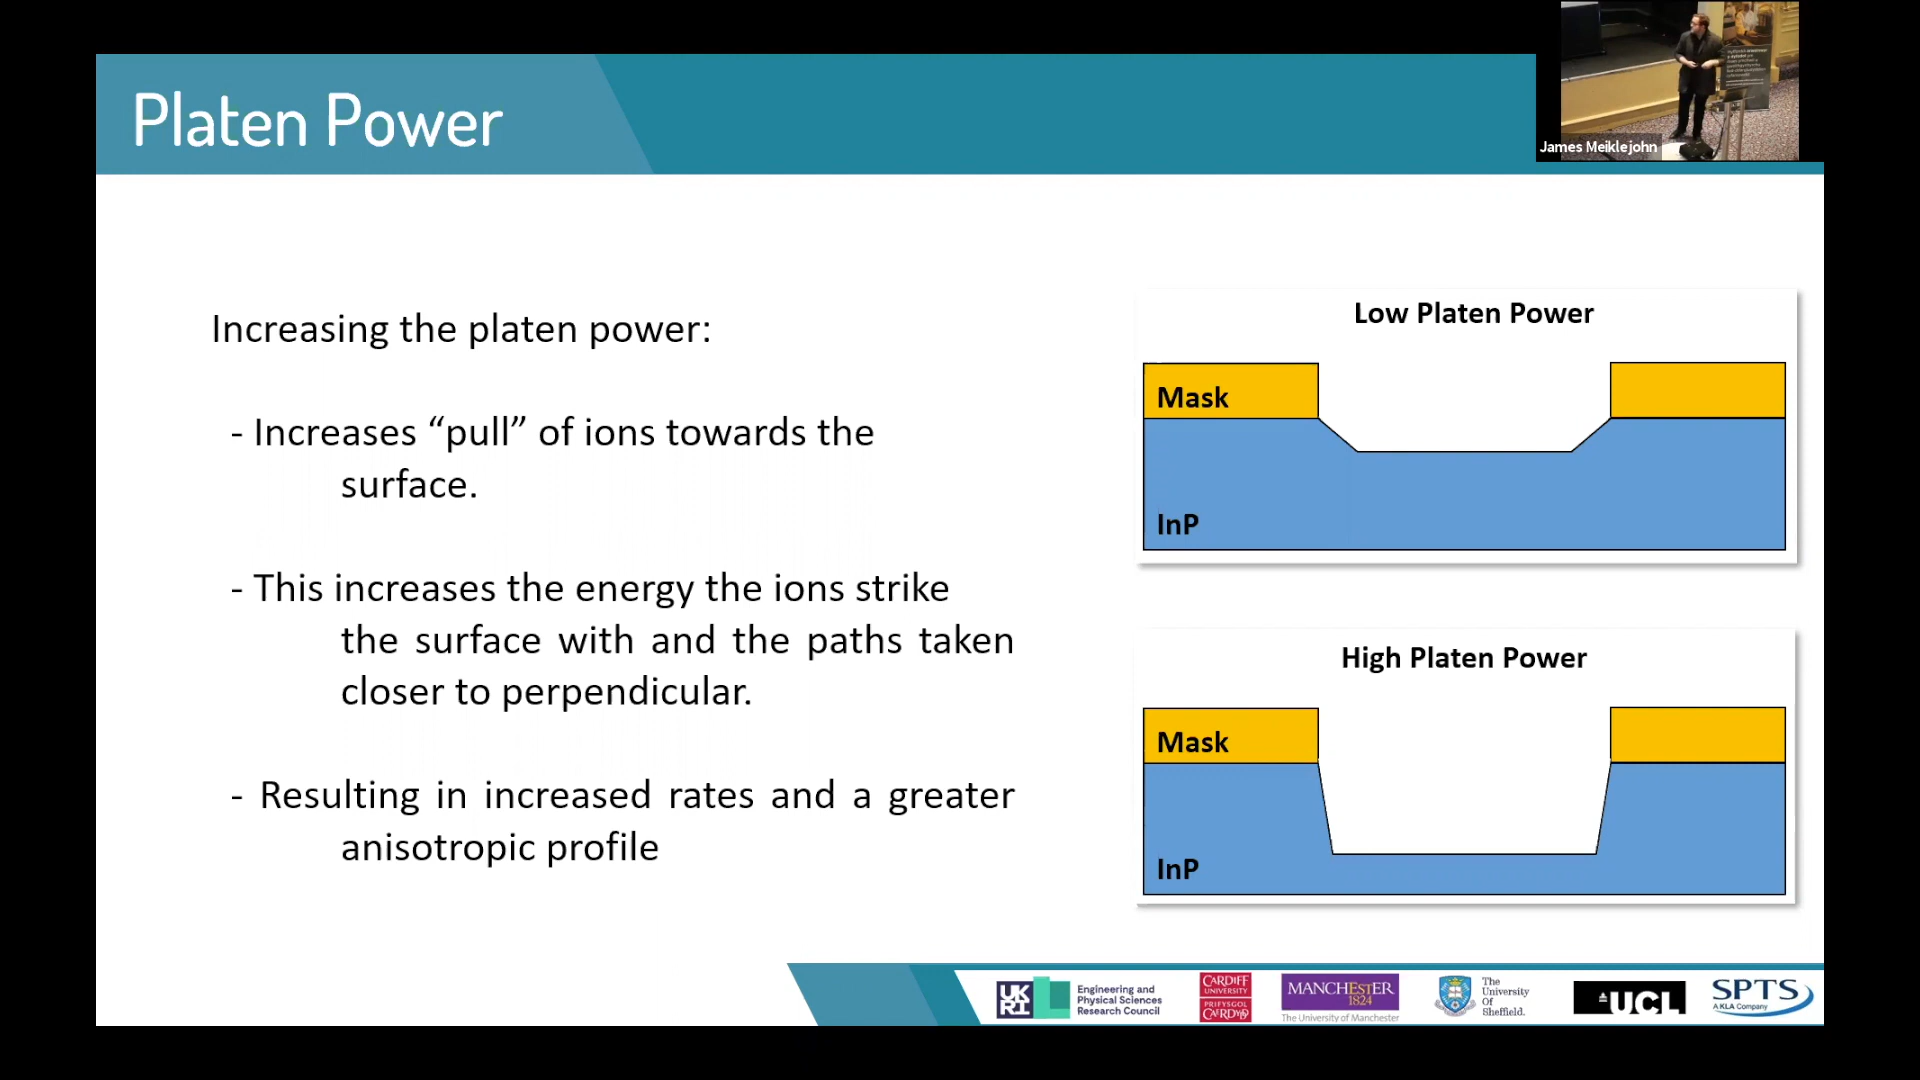 Platen Power
James Meiklejohn
Increasing the platen power:
- Increases “pull” of ions towards the
surface.
- This increases the energy the ions strike
the surface with and the paths taken
closer to perpendicular.
- Resulting in increased rates and a greater
anisotropic profile
Low Platen Power
Mask
InP
High Platen Power
Mask
InP
UK
RI
Engineering and
Physical Sciences
Research Council
CARDIFF
UNIVERSITY
PRIFYSGOL
CAERDYDD
MANCHESTER
1824
The University of Manchester
The
University
Of
Sheffield.
UCL
SPTS
A KLA Company